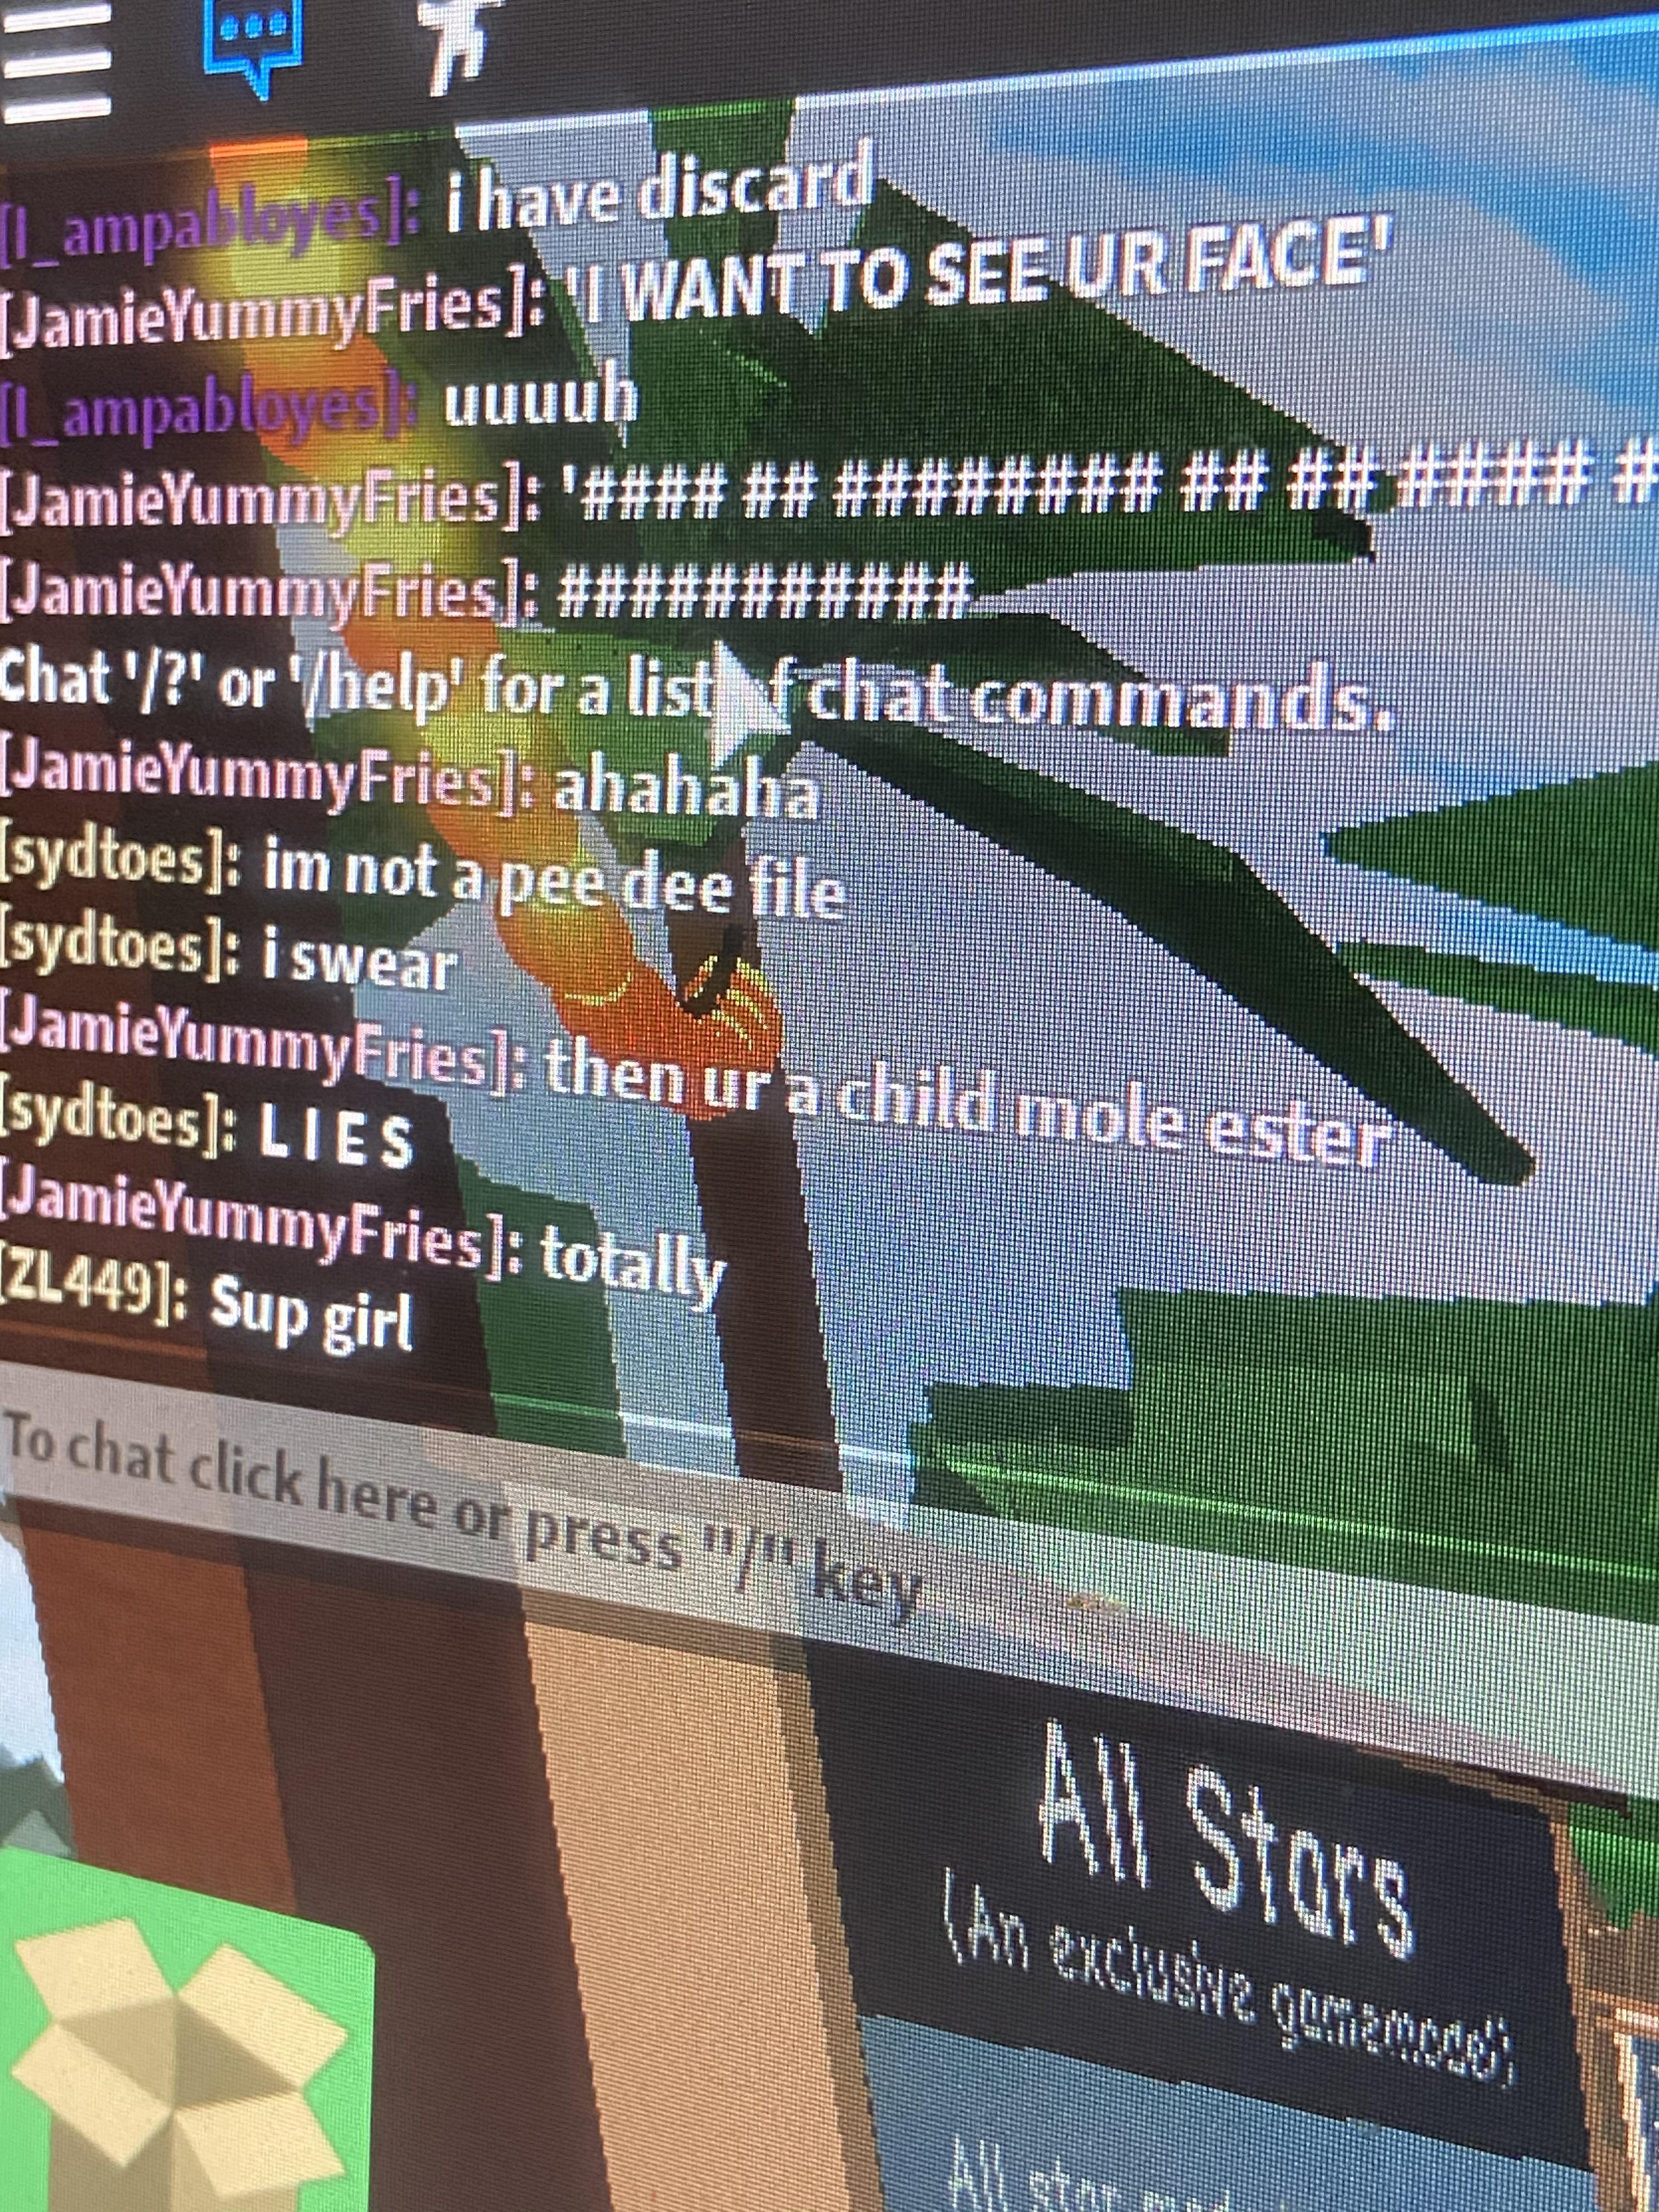 [I_ampabloyes]: i have discard
[JamieYummyFries]: 'I WANT TO SEE UR FACE'
[I_ampabloyes]: uuuuh
[JamieYummyFries]: '#### ## ######### ## ## #### #
[JamieYummyFries]: ############
Chat '/?' or '/help' for a list of chat commands.
[JamieYummyFries]: ahahaha
[sydtoes]: im not a pee dee file
[sydtoes]: i swear
[JamieYummyFries]: then ur a child mole ester
[sydtoes]: L I E S
[JamieYummyFries]: totally
[ZL449]: Sup girl
To chat click here or press "/" key
All Stars
(An exclusive gamemode)
All star